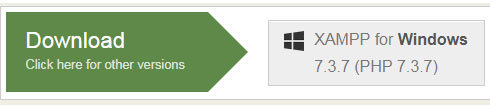 Download
Click here for other versions
XAMPP for Windows
7.3.7 (PHP 7.3.7)